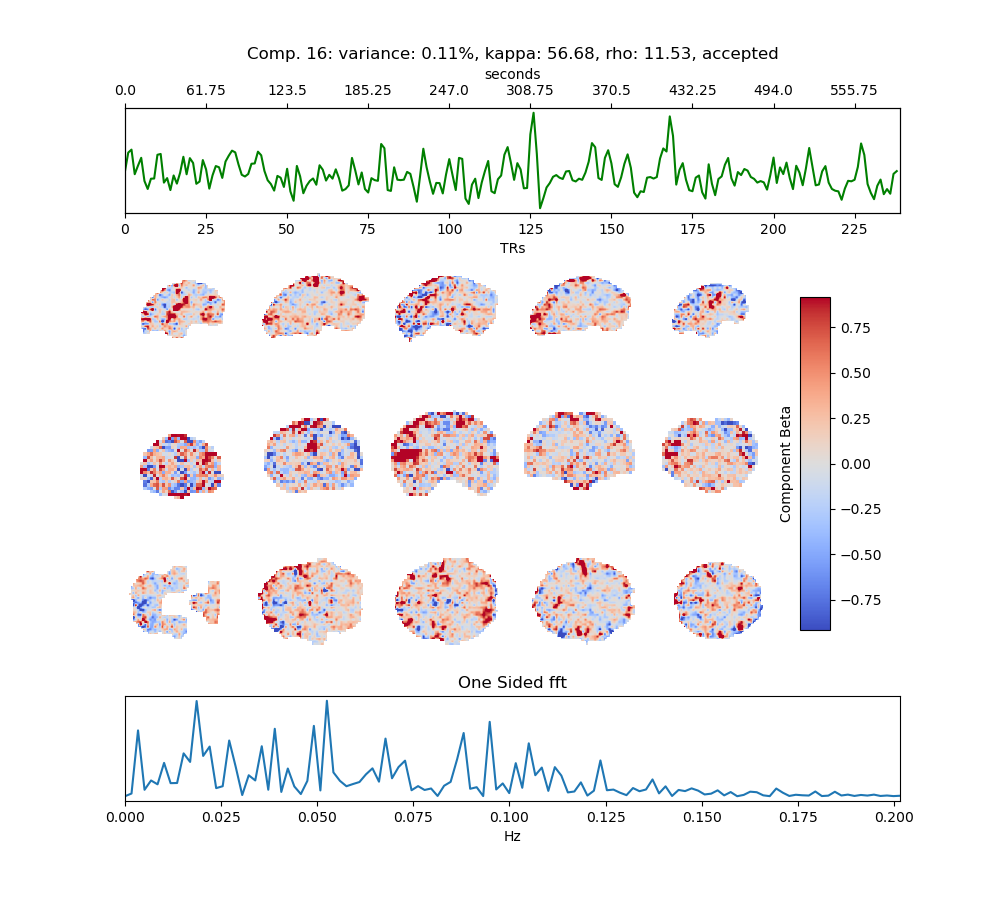 Comp. 16: variance: 0.11%, kappa: 56.68, rho: 11.53, accepted
seconds
0.0 61.75 123.5 185.25 247.0 308.75 370.5 432.25 494.0 555.75
0 25 50 75 100 125 150 175 200 225
TRs
0.75
0.50
0.25
0.00
−0.25
−0.50
−0.75
Component Beta
One Sided fft
0.000 0.025 0.050 0.075 0.100 0.125 0.150 0.175 0.200
Hz